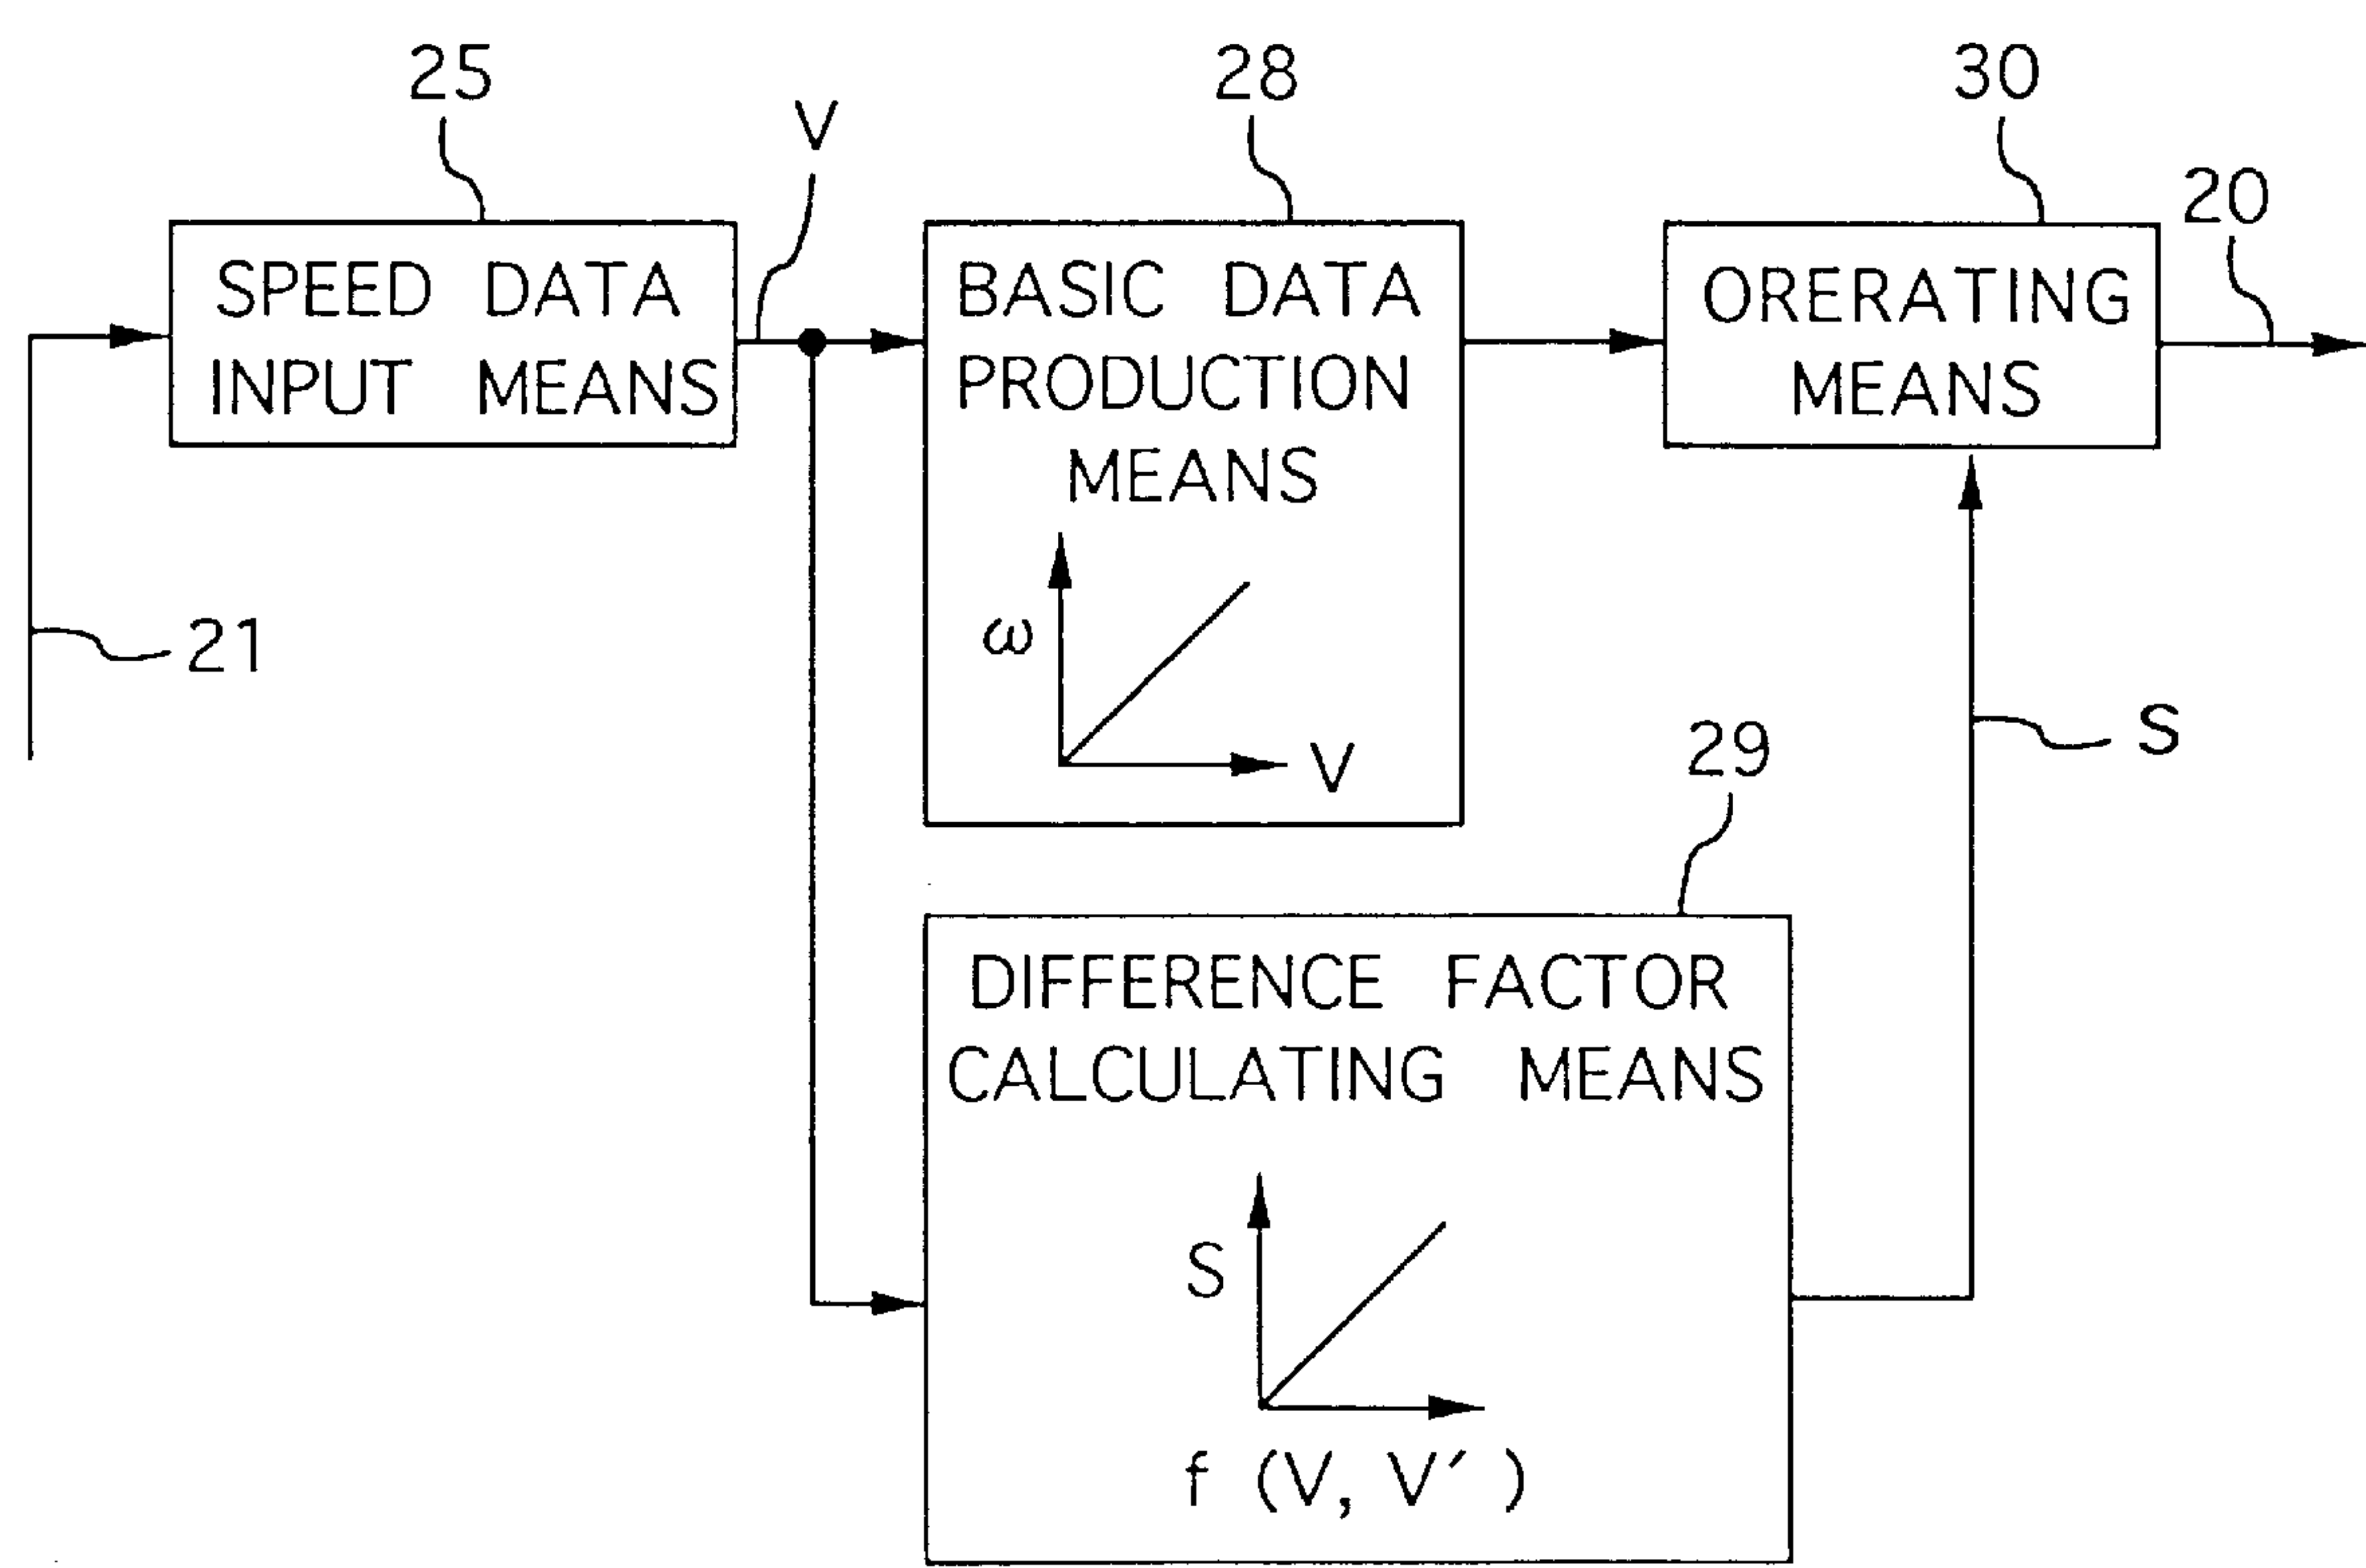 25
V
28
30
20
SPEED DATA
INPUT MEANS
BASIC DATA
PRODUCTION
MEANS
ω
V
ORERATING
MEANS
21
S
29
DIFFERENCE FACTOR
CALCULATING MEANS
S
f (V, V′ )